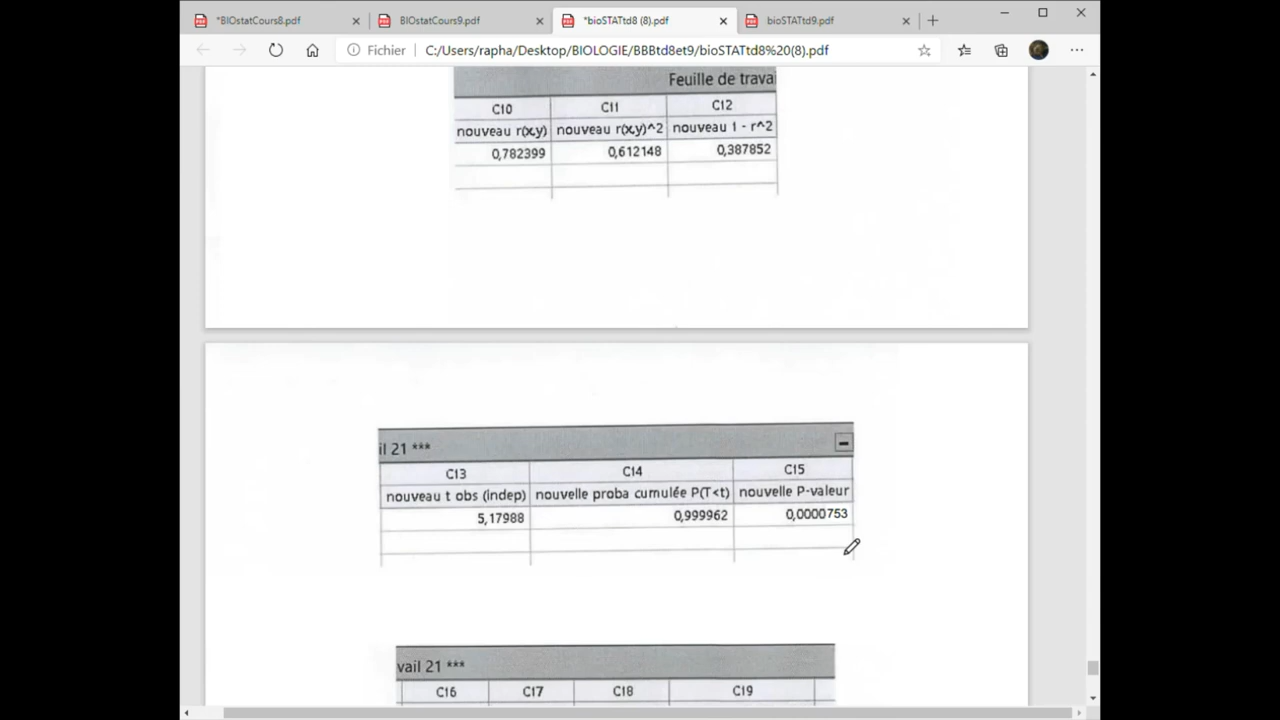 *BIOstatCours8.pdf
BIOstatCours9.pdf
*bioSTATtd8 (8).pdf
bioSTATtd9.pdf
Fichier
C:/Users/rapha/Desktop/BIOLOGIE/BBBtd8et9/bioSTATtd8%20(8).pdf
Feuille de travai
C10 C11 C12
nouveau r(x,y) nouveau r(x,y)^2 nouveau 1 - r^2
0,782399 0,612148 0,387852
il 21 ***
C13 C14 C15
nouveau t obs (indep) nouvelle proba cumulée P(T<t) nouvelle P-valeur
5,17988 0,999962 0,0000753
vail 21 ***
C16 C17 C18 C19